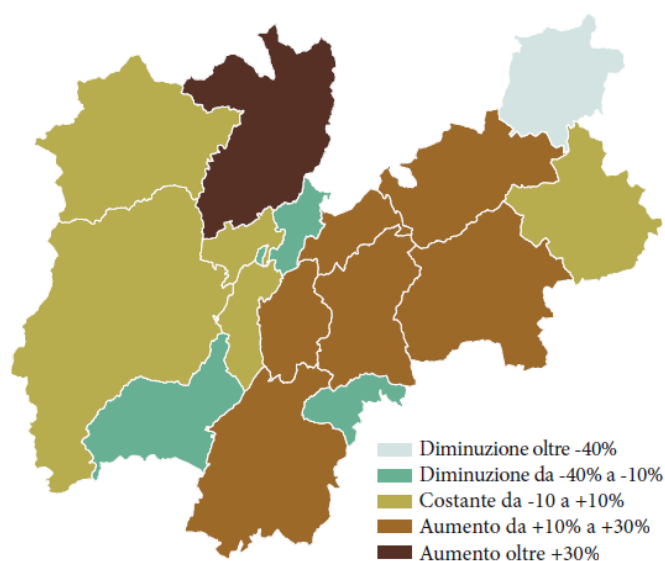 Diminuzione oltre -40%
Diminuzione da -40% a -10%
Costante da -10 a +10%
Aumento da +10% a +30%
Aumento oltre +30%